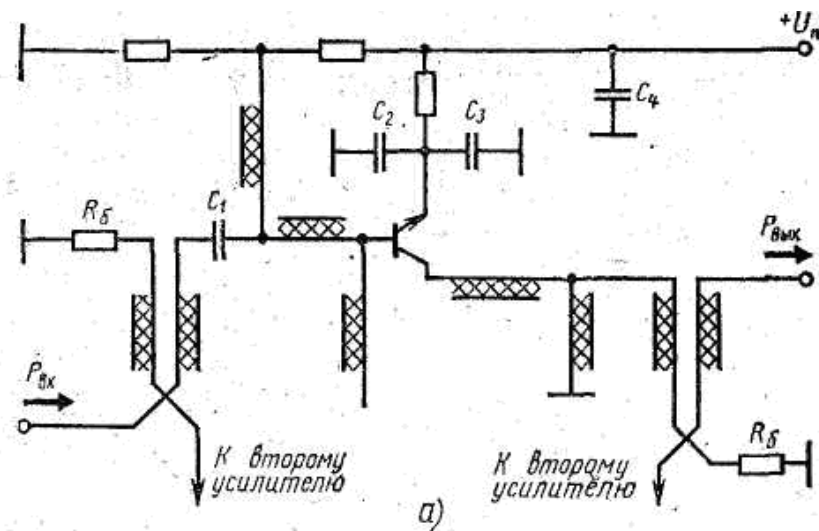 +Uп
C₂
C₃
C₄
Rб
C₁
Pвых
Pвх
К второму
усилителю
К второму
усилителю
Rб
а)